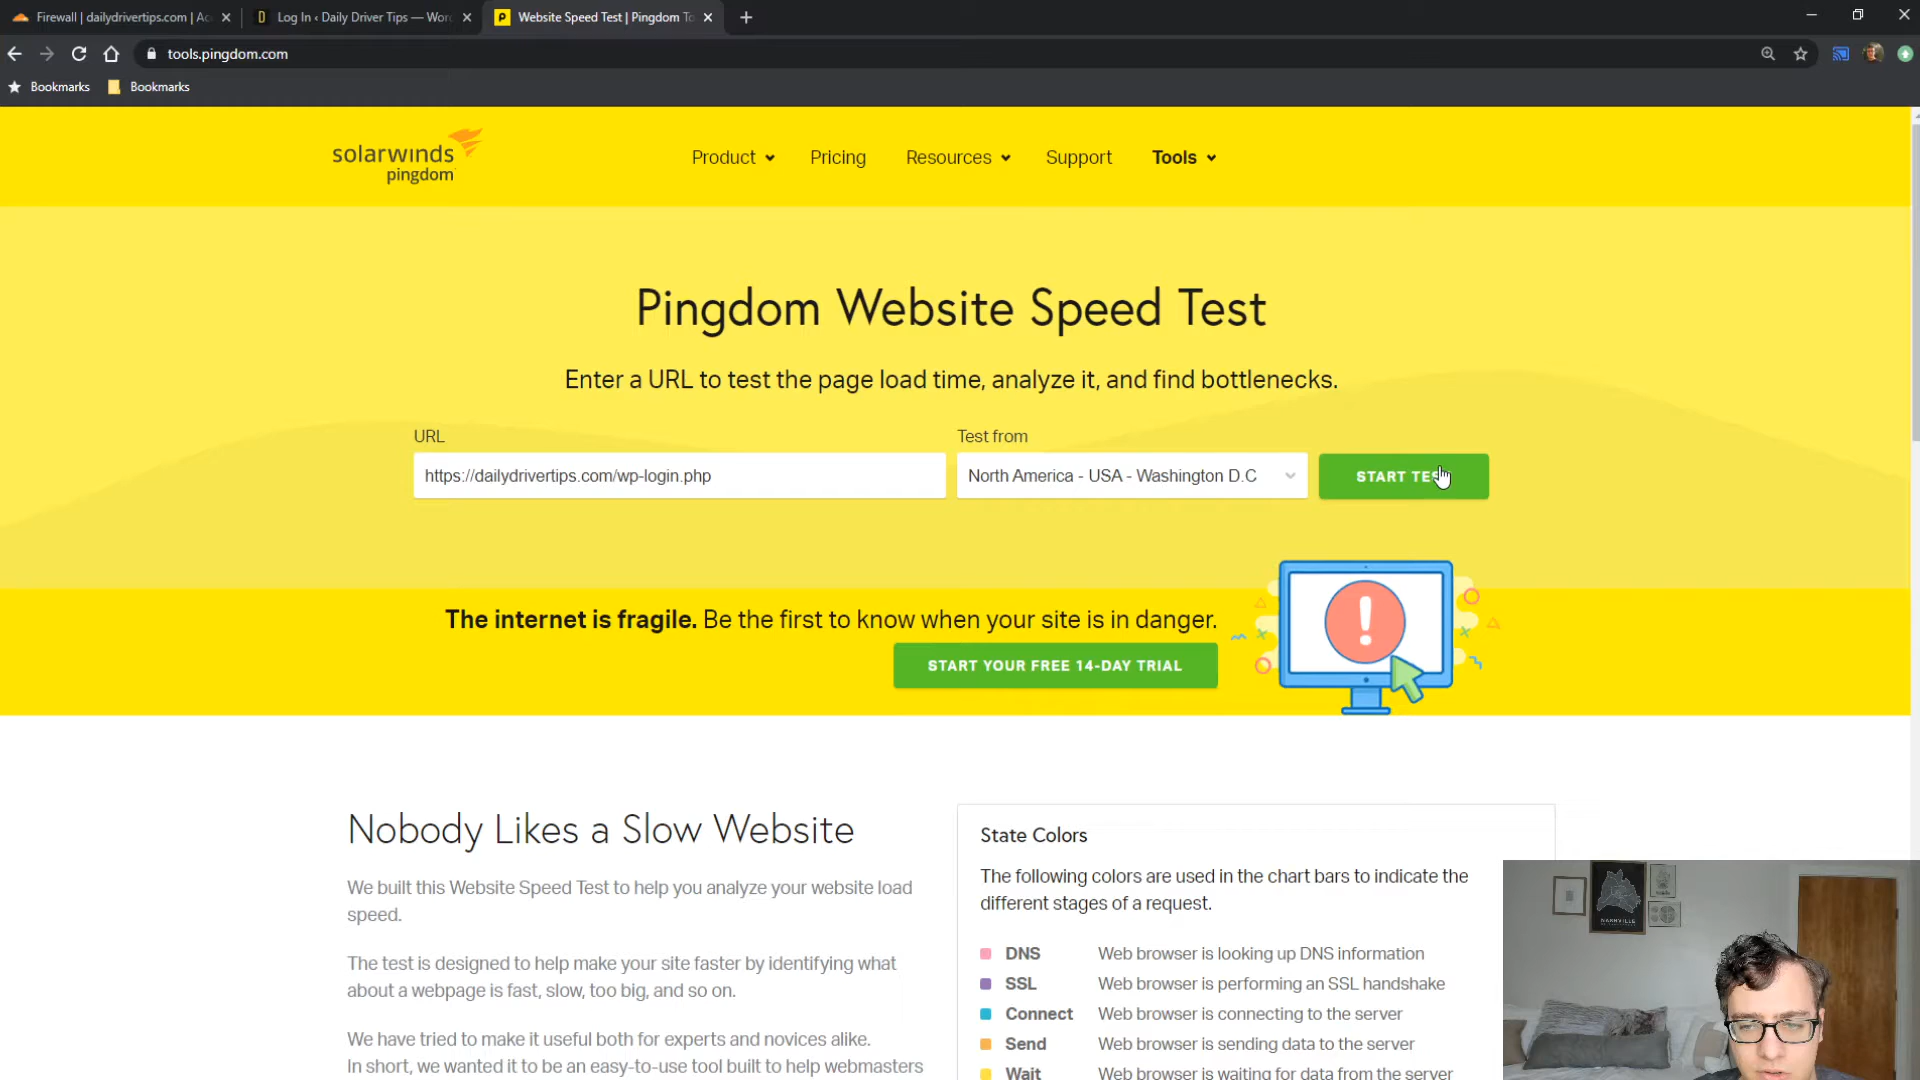 Firewall | dailydrivertips.com | Ac
Log In ‹ Daily Driver Tips — Wor
Website Speed Test | Pingdom To
tools.pingdom.com
Bookmarks
Bookmarks
solarwinds
pingdom
Product
Pricing
Resources
Support
Tools
Pingdom Website Speed Test
Enter a URL to test the page load time, analyze it, and find bottlenecks.
URL
Test from
https://dailydrivertips.com/wp-login.php
North America - USA - Washington D.C
START TES
The internet is fragile. Be the first to know when your site is in danger.
START YOUR FREE 14-DAY TRIAL
Nobody Likes a Slow Website
We built this Website Speed Test to help you analyze your website load
speed.
The test is designed to help make your site faster by identifying what
about a webpage is fast, slow, too big, and so on.
We have tried to make it useful both for experts and novices alike.
In short, we wanted it to be an easy-to-use tool built to help webmasters
State Colors
The following colors are used in the chart bars to indicate the
different stages of a request.
DNS Web browser is looking up DNS information
SSL Web browser is performing an SSL handshake
Connect Web browser is connecting to the server
Send Web browser is sending data to the server
Wait Web browser is waiting for data from the server
NASHVILLE